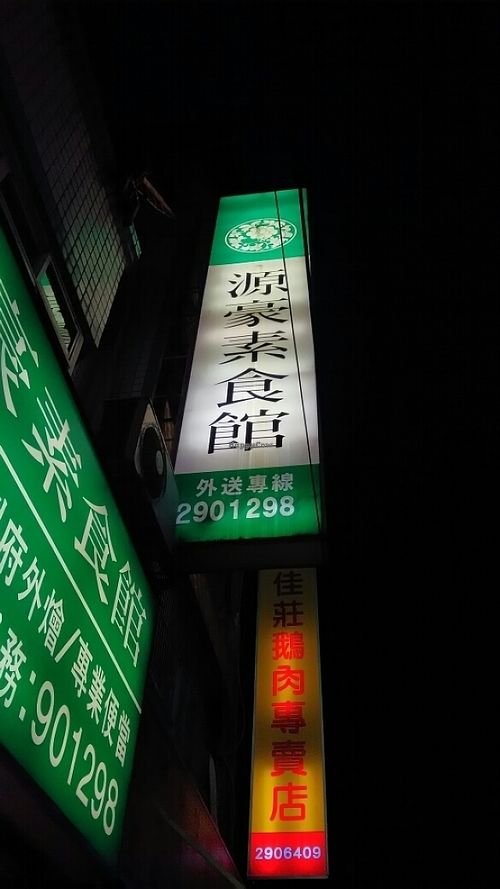 源豪素食館
外送專線
2901298
佳莊鵝肉專賣店
2906409
素食館
府外燴/專業便當
務:901298